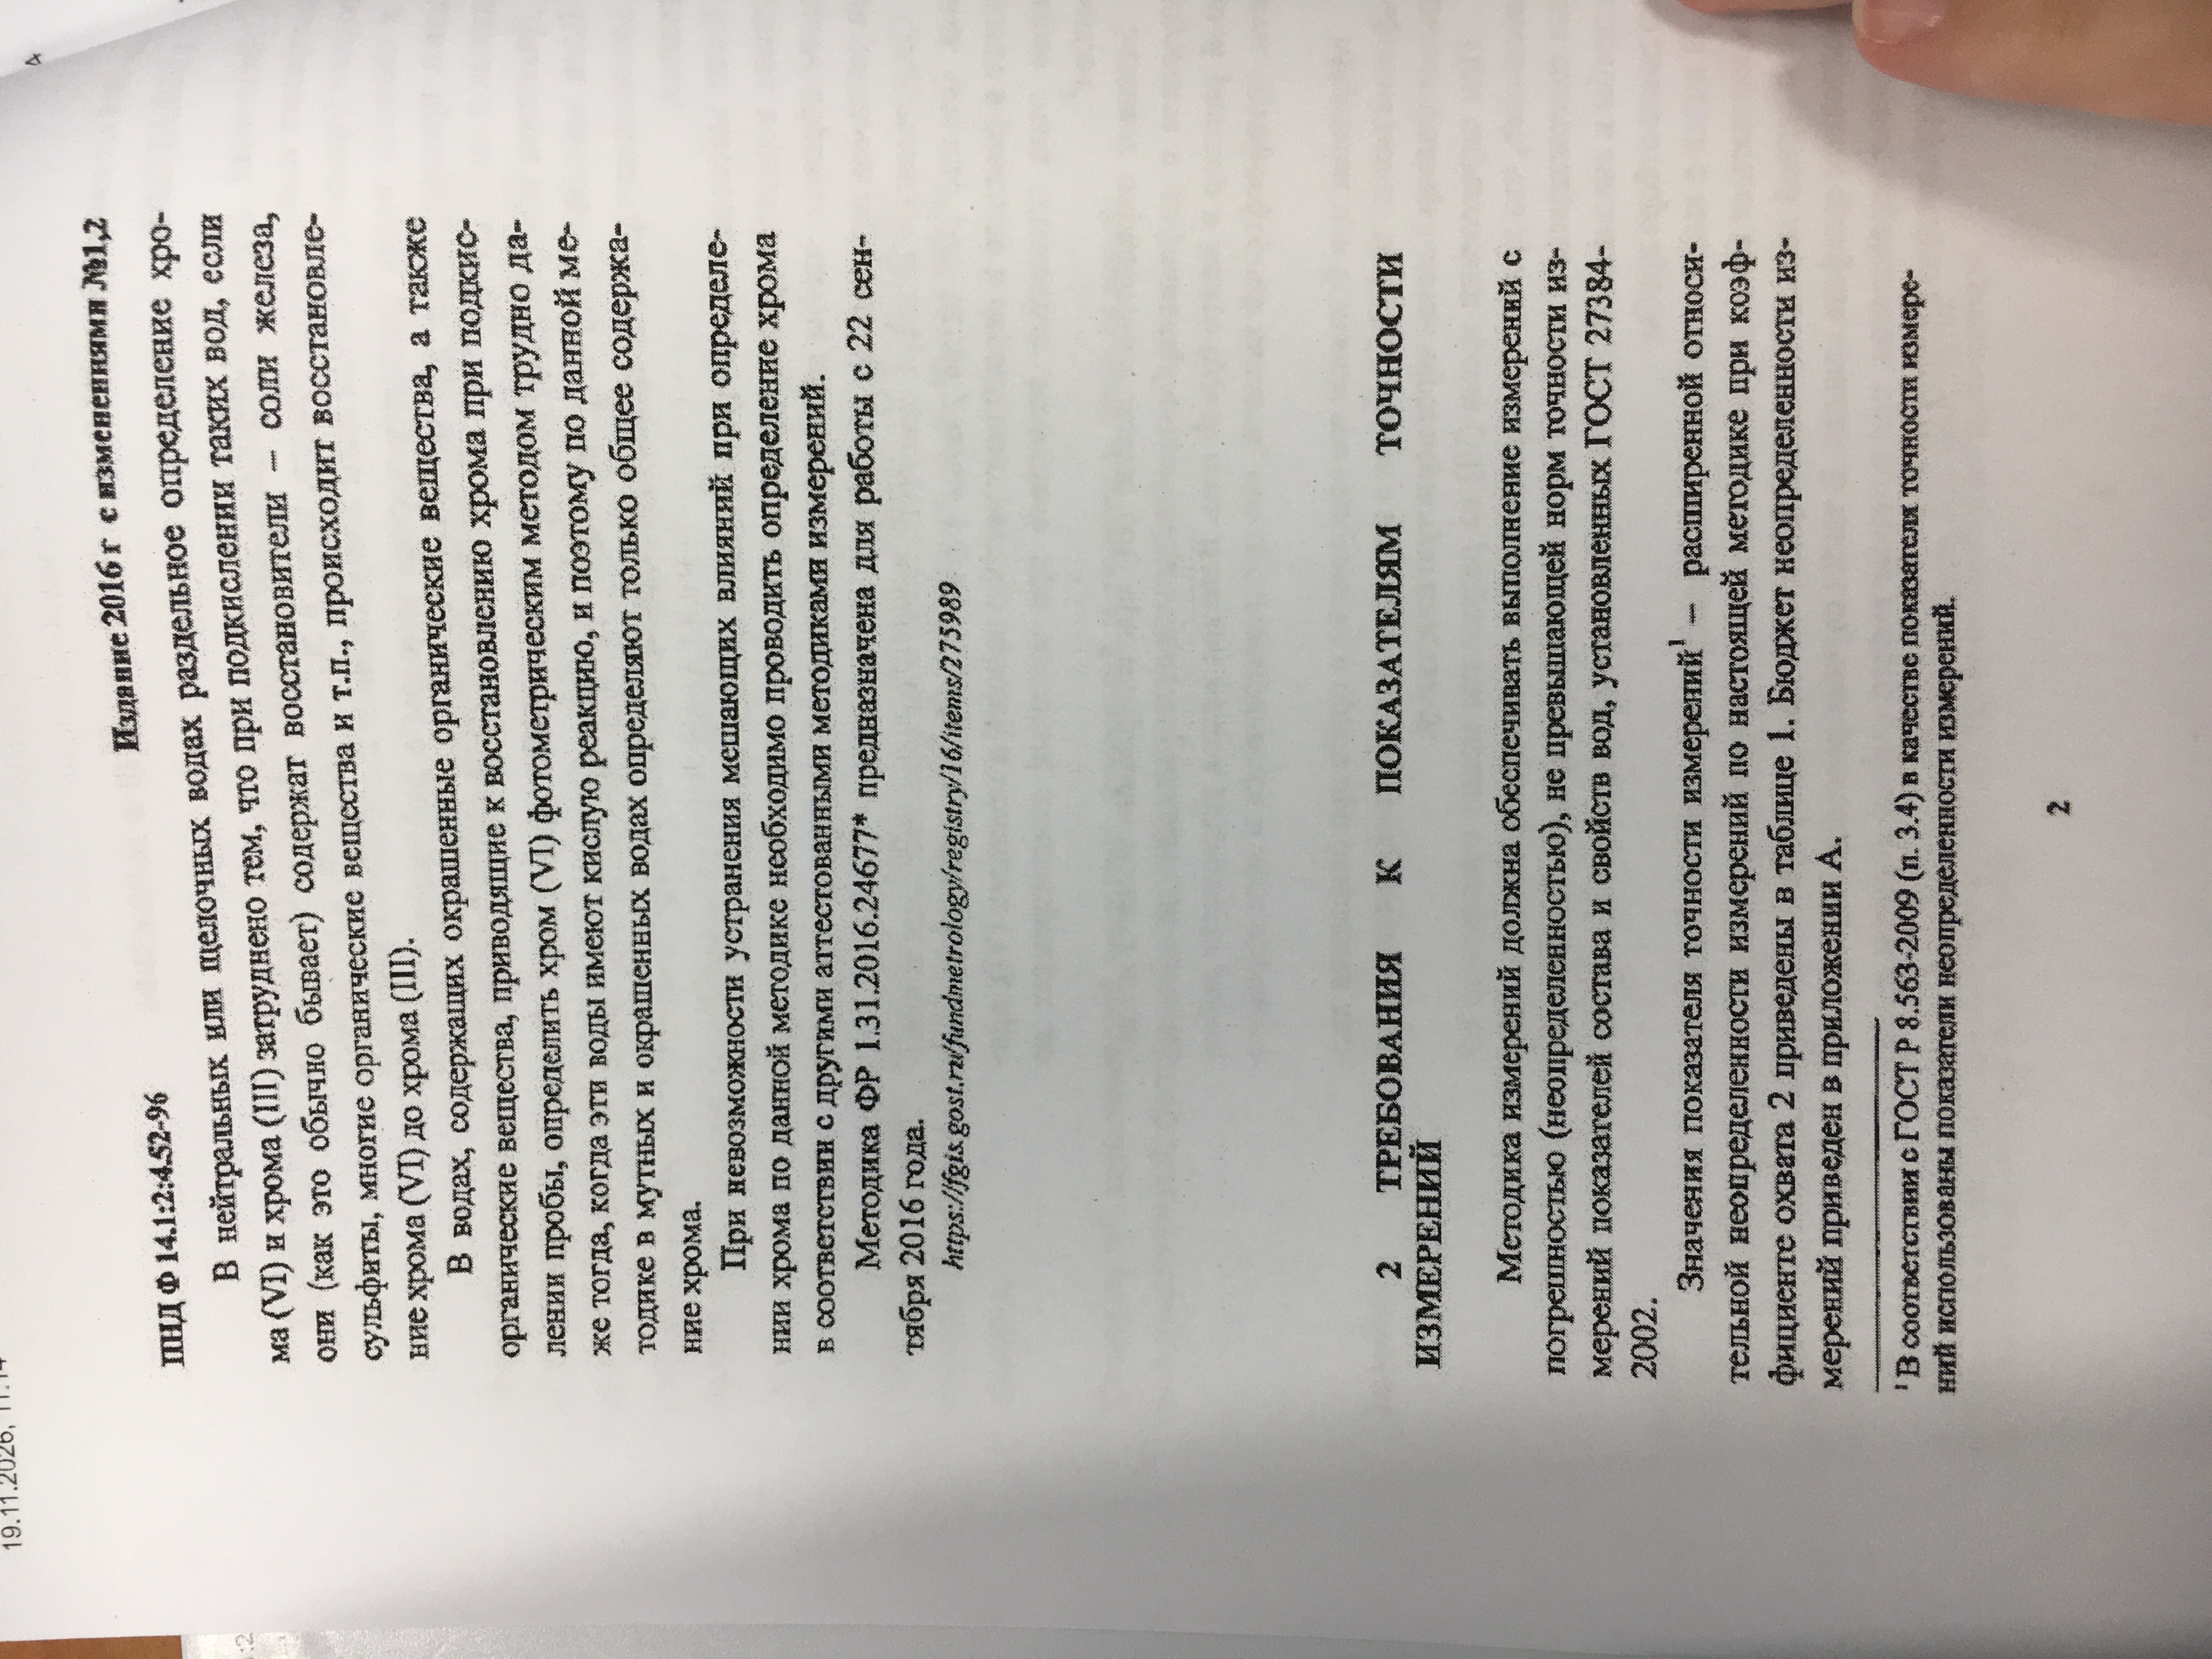 19.11.2026, 11:14
4
Издание 2016 г с изменениями №1,2
ПНД Ф 14.1:2:4.52-96
В нейтральных или щелочных водах раздельное определение хро-
ма (VI) и хрома (III) затруднено тем, что при подкислении таких вод, если
они (как это обычно бывает) содержат восстановители – соли железа,
сульфиты, многие органические вещества и т.п., происходит восстановле-
ние хрома (VI) до хрома (III).
В водах, содержащих окрашенные органические вещества, а также
органические вещества, приводящие к восстановлению хрома при подкис-
лении пробы, определить хром (VI) фотометрическим методом трудно да-
же тогда, когда эти воды имеют кислую реакцию, и поэтому по данной ме-
тодике в мутных и окрашенных водах определяют только общее содержа-
ние хрома.
При невозможности устранения мешающих влияний при определе-
нии хрома по данной методике необходимо проводить определение хрома
в соответствии с другими аттестованными методиками измерений.
Методика ФР 1.31.2016.24677* предназначена для работы с 22 сен-
тября 2016 года.
https://fgis.gost.ru/fundmetrology/registry/16/items/275989
2 ТРЕБОВАНИЯ К ПОКАЗАТЕЛЯМ ТОЧНОСТИ
ИЗМЕРЕНИЙ
Методика измерений должна обеспечивать выполнение измерений с
погрешностью (неопределенностью), не превышающей норм точности из-
мерений показателей состава и свойств вод, установленных ГОСТ 27384-
2002.
Значения показателя точности измерений¹ – расширенной относи-
тельной неопределенности измерений по настоящей методике при коэф-
фициенте охвата 2 приведены в таблице 1. Бюджет неопределенности из-
мерений приведен в приложении А.
¹ В соответствии с ГОСТ Р 8.563-2009 (п. 3.4) в качестве показателя точности измере-
ний использованы показатели неопределенности измерений.
2